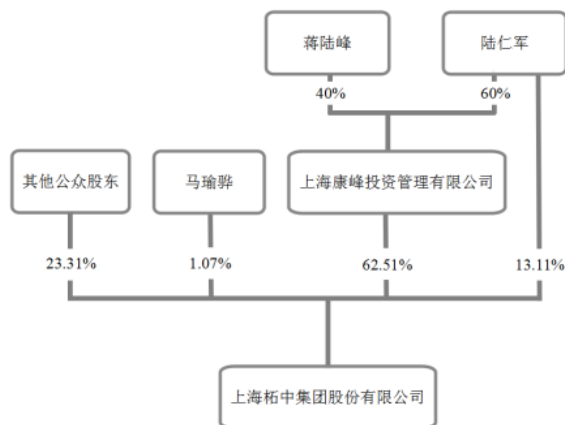 蒋陆峰
陆仁军
40%
60%
其他公众股东
马瑜骅
上海康峰投资管理有限公司
23.31%
1.07%
62.51%
13.11%
上海柘中集团股份有限公司